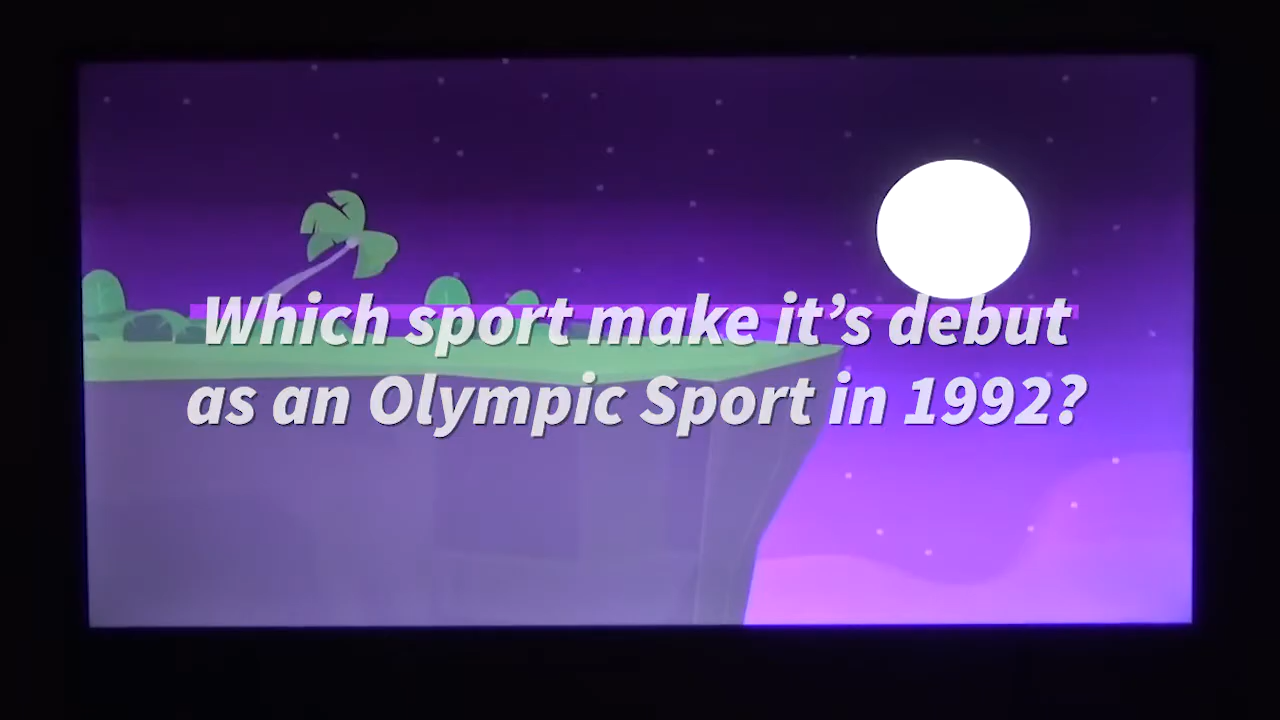 Which sport make it’s debut
as an Olympic Sport in 1992?